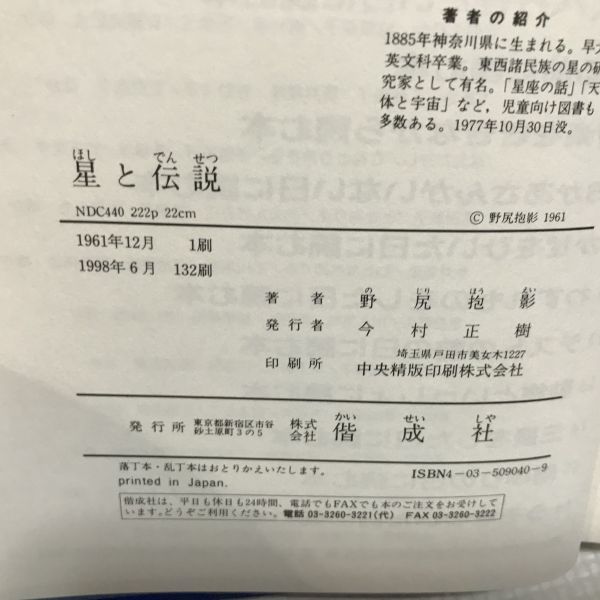 著者の紹介
1885年神奈川県に生まれる。早大
英文科卒業。東西諸民族の星の研
究家として有名。「星座の話」「天
体と宇宙」など，児童向け図書も
多数ある。1977年10月30日没。
ほし でん せつ
星と伝説
NDC440 222p 22cm
© 野尻抱影 1961
1961年12月 1刷
1998年6月 132刷
の じり ほう えい
著者 野尻抱影
発行者 今村正樹
印刷所 埼玉県戸田市美女木1227
中央精版印刷株式会社
かい せい しや
発行所 東京都新宿区市谷
砂土原町3の5
株式
会社 偕成社
落丁本・乱丁本はおとりかえいたします。
printed in Japan.
ISBN4-03-509040-9
偕成社は、平日も休日も24時間、電話でもFAXでも本のご注文をお受けして
います。どうぞご利用ください。電話 03-3260-3221(代) FAX 03-3260-3222